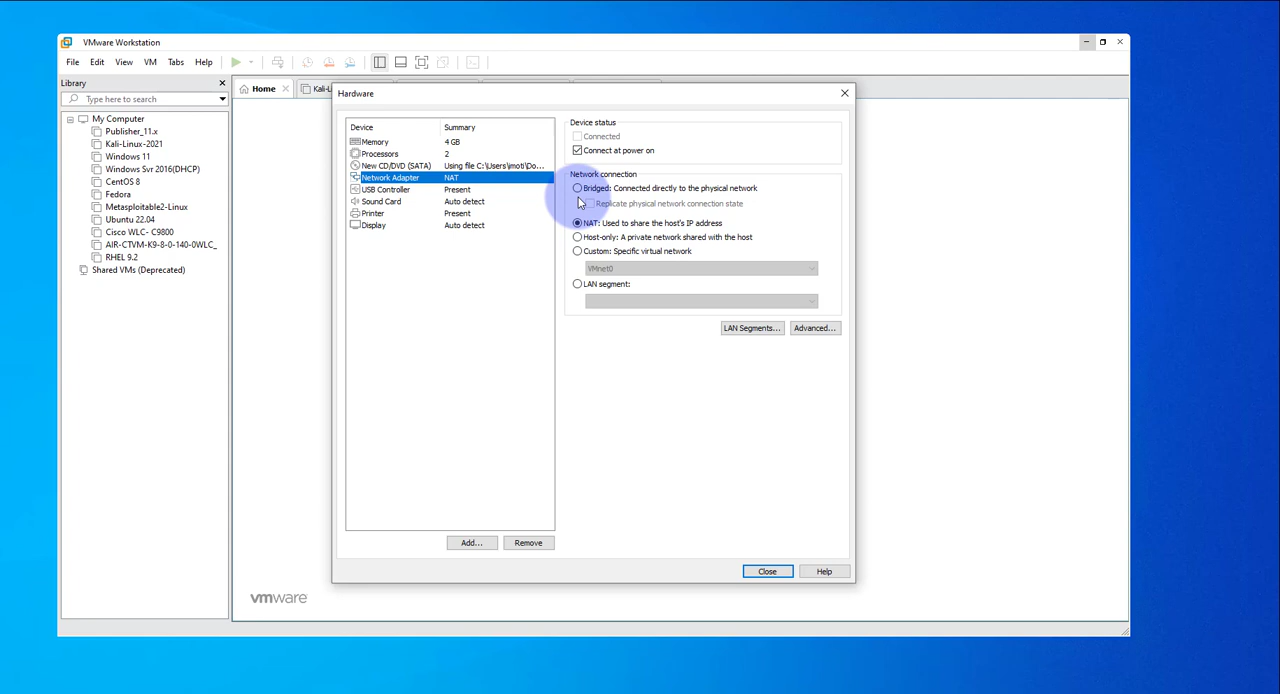 VMware Workstation
File Edit View VM Tabs Help
Library
Type here to search
My Computer
Publisher_11.x
Kali-Linux-2021
Windows 11
Windows Svr 2016(DHCP)
CentOS 8
Fedora
Metasploitable2-Linux
Ubuntu 22.04
Cisco WLC- C9800
AIR-CTVM-K9-8-0-140-0WLC_
RHEL 9.2
Shared VMs (Deprecated)
Home
Kali-L
Hardware
Device Summary
Memory 4 GB
Processors 2
New CD/DVD (SATA) Using file C:\Users\moti\Do...
Network Adapter NAT
USB Controller Present
Sound Card Auto detect
Printer Present
Display Auto detect
Add... Remove
Device status
Connected
Connect at power on
Network connection
Bridged: Connected directly to the physical network
Replicate physical network connection state
NAT: Used to share the host's IP address
Host-only: A private network shared with the host
Custom: Specific virtual network
VMnet0
LAN segment:
LAN Segments... Advanced...
Close Help
vmware